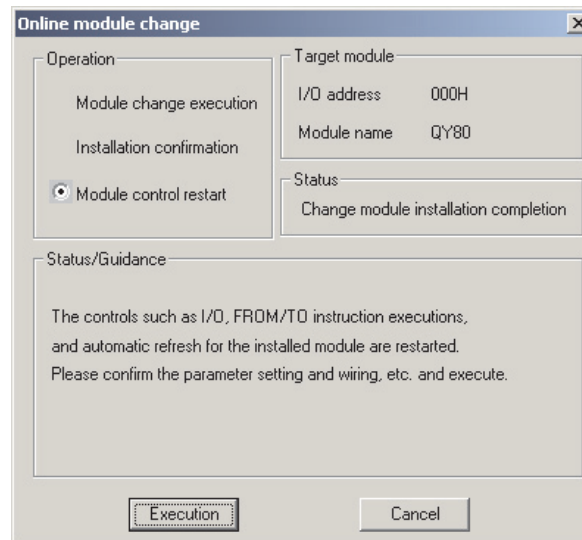 Online module change
Operation
Module change execution
Installation confirmation
Module control restart
Target module
I/O address 000H
Module name QY80
Status
Change module installation completion
Status/Guidance
The controls such as I/O, FROM/TO instruction executions,
and automatic refresh for the installed module are restarted.
Please confirm the parameter setting and wiring, etc. and execute.
Execution
Cancel